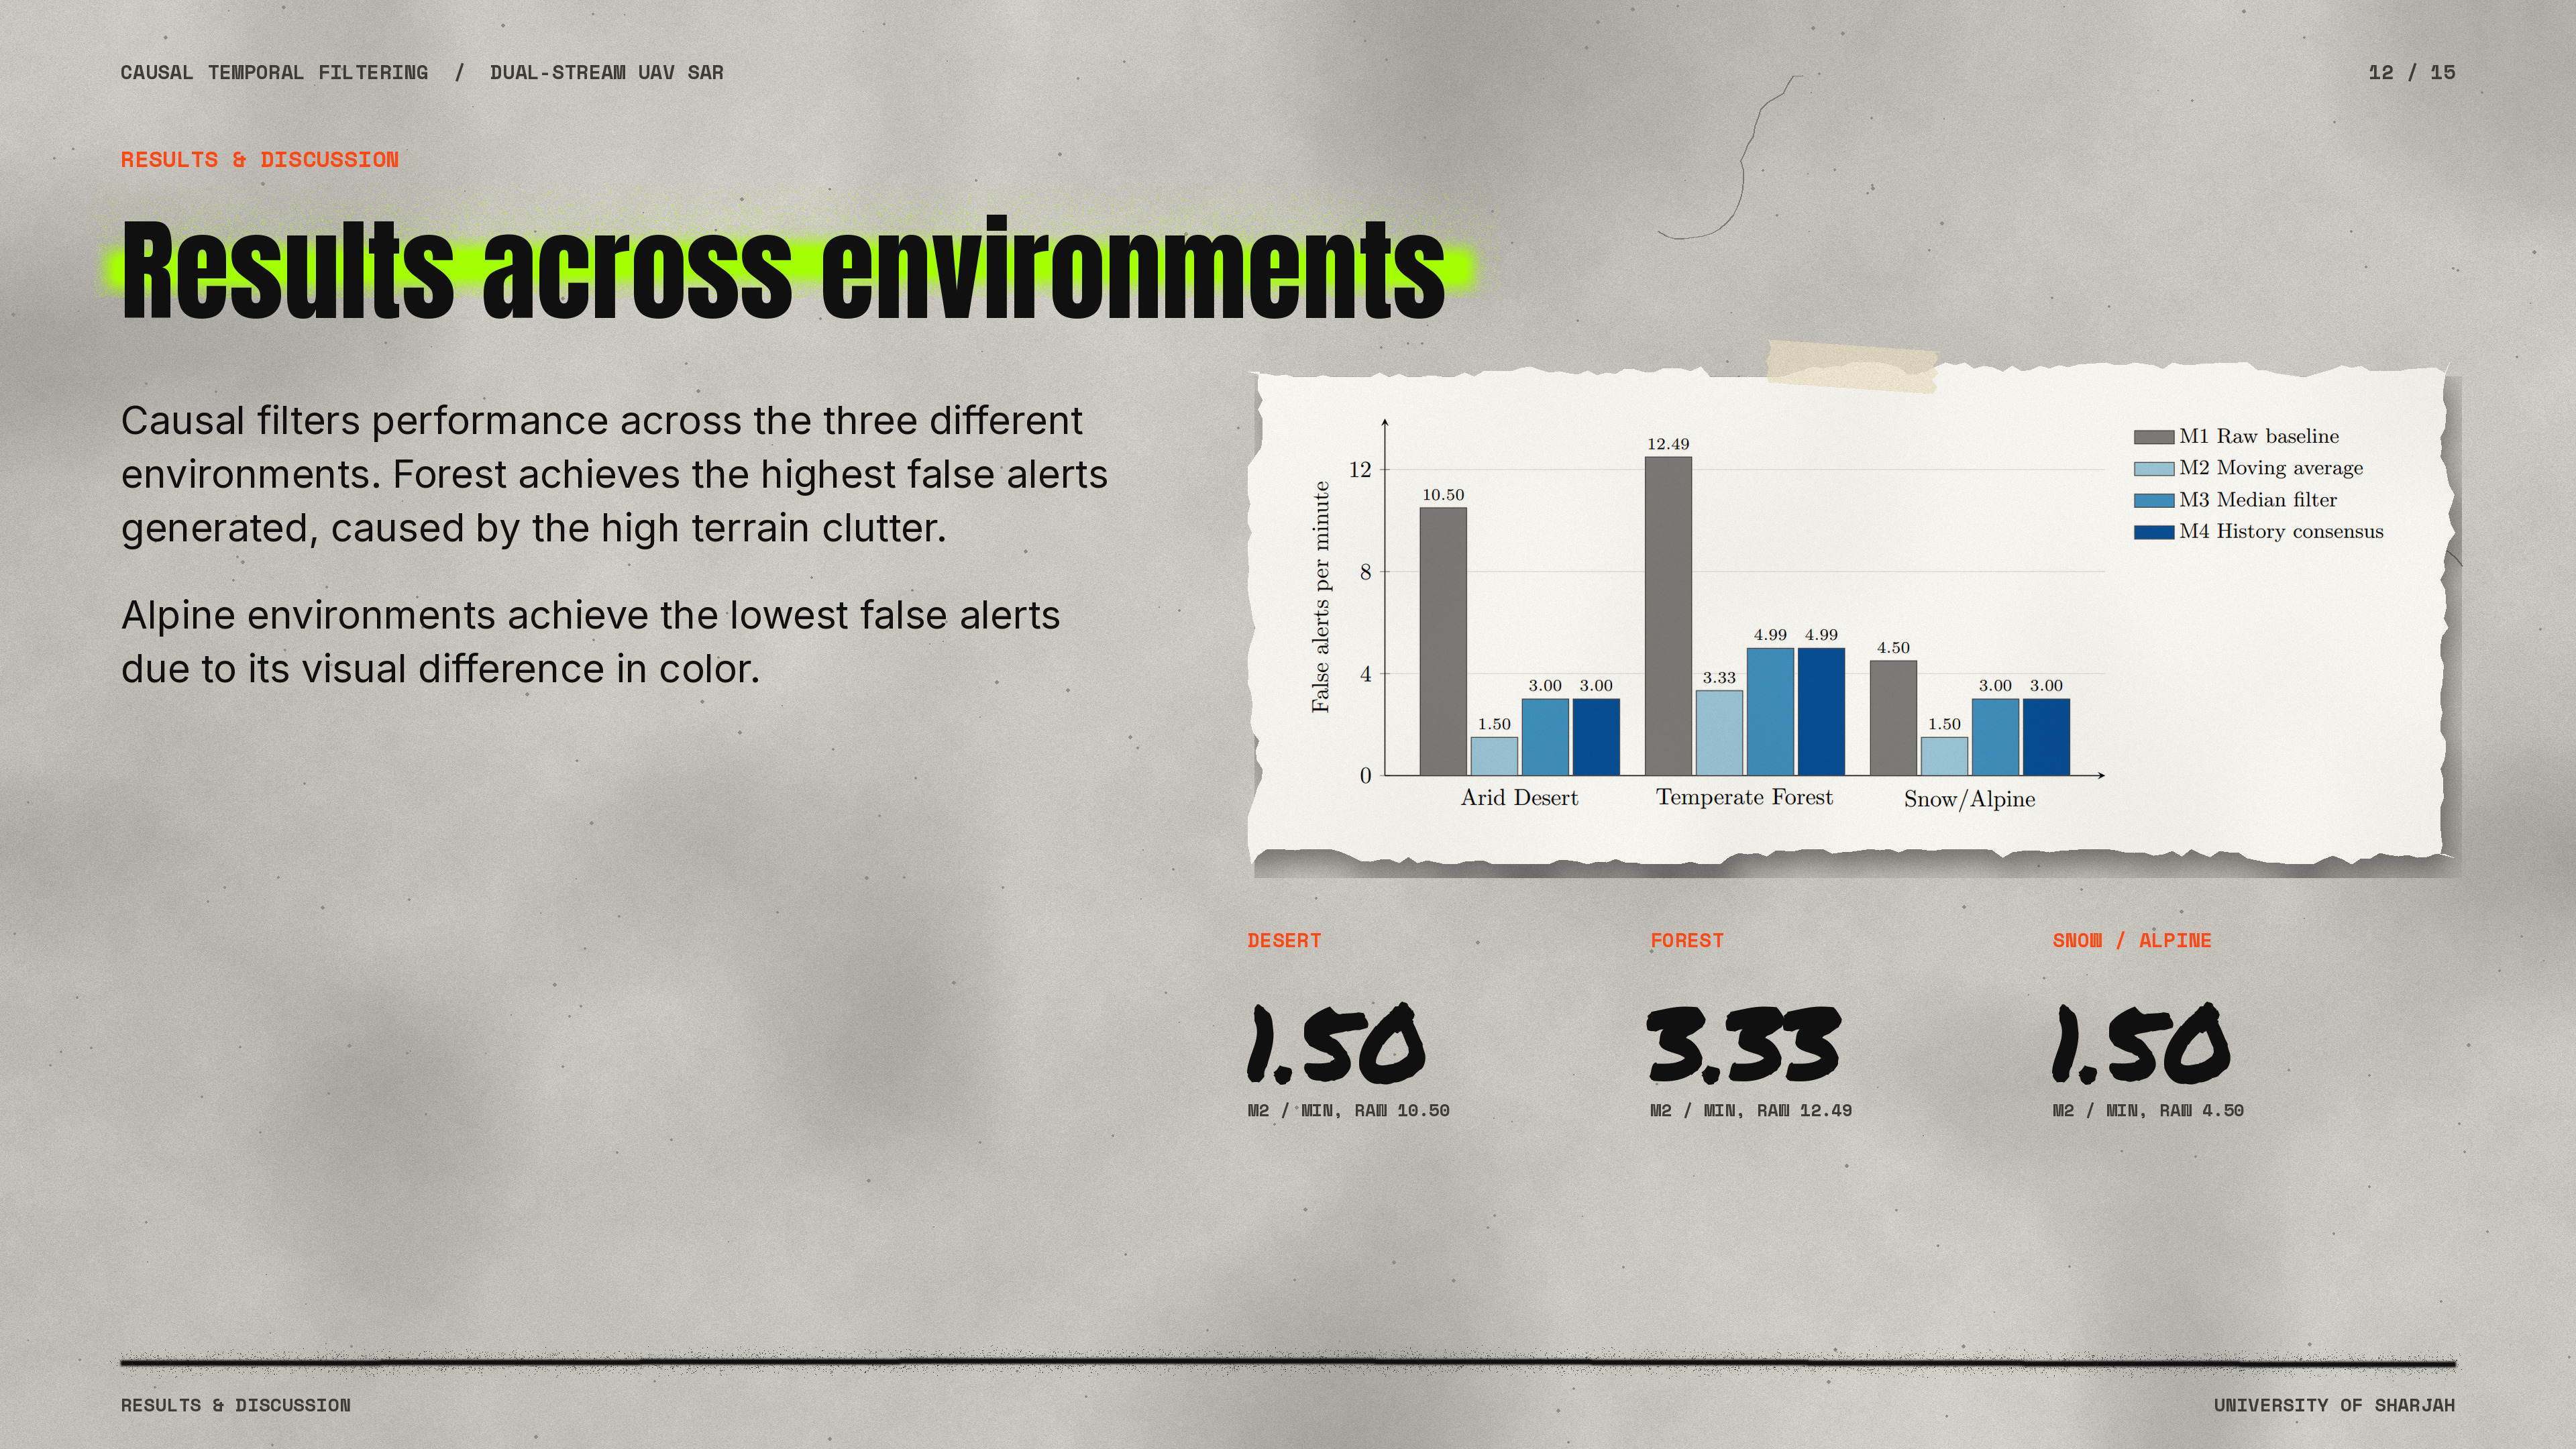 CAUSAL TEMPORAL FILTERING / DUAL-STREAM UAV SAR
12 / 15
RESULTS & DISCUSSION
Results across environments
Causal filters performance across the three different
environments. Forest achieves the highest false alerts
generated, caused by the high terrain clutter.
Alpine environments achieve the lowest false alerts
due to its visual difference in color.
False alerts per minute
12
8
4
0
10.50
1.50
3.00
3.00
12.49
3.33
4.99
4.99
4.50
1.50
3.00
3.00
Arid Desert
Temperate Forest
Snow/Alpine
M1 Raw baseline
M2 Moving average
M3 Median filter
M4 History consensus
DESERT
1.50
M2 / MIN, RAW 10.50
FOREST
3.33
M2 / MIN, RAW 12.49
SNOW / ALPINE
1.50
M2 / MIN, RAW 4.50
RESULTS & DISCUSSION
UNIVERSITY OF SHARJAH